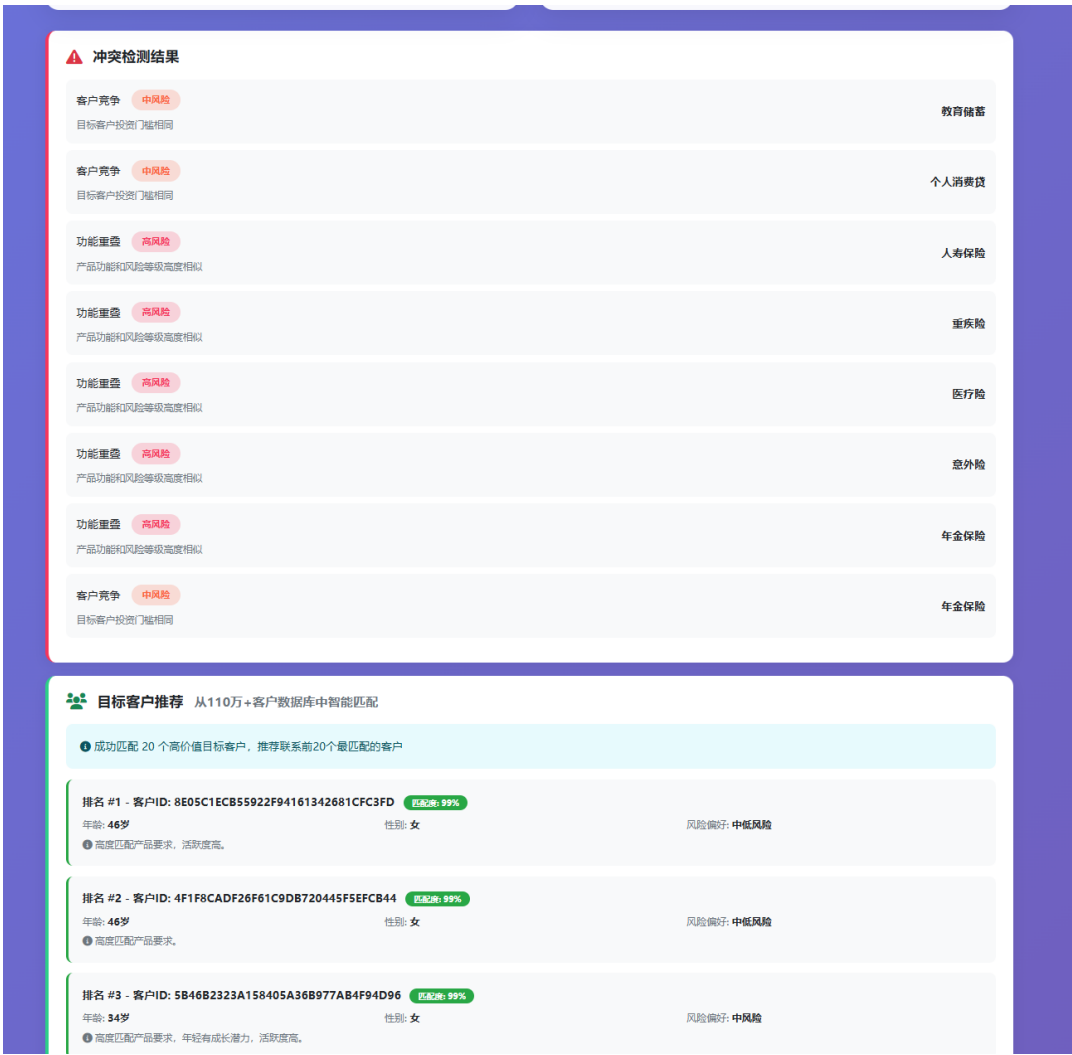 冲突检测结果
客户竞争 中风险
目标客户投资门槛相同
教育储蓄
客户竞争 中风险
目标客户投资门槛相同
个人消费贷
功能重叠 高风险
产品功能和风险等级高度相似
人寿保险
功能重叠 高风险
产品功能和风险等级高度相似
重疾险
功能重叠 高风险
产品功能和风险等级高度相似
医疗险
功能重叠 高风险
产品功能和风险等级高度相似
意外险
功能重叠 高风险
产品功能和风险等级高度相似
年金保险
客户竞争 中风险
目标客户投资门槛相同
年金保险
目标客户推荐 从110万+客户数据库中智能匹配
成功匹配 20 个高价值目标客户，推荐联系前20个最匹配的客户
排名 #1 - 客户ID: 8E05C1ECB55922F94161342681CFC3FD 匹配度: 99%
年龄: 46岁 性别: 女 风险偏好: 中低风险
高度匹配产品要求，活跃度高。
排名 #2 - 客户ID: 4F1F8CADF26F61C9DB720445F5EFCB44 匹配度: 99%
年龄: 46岁 性别: 女 风险偏好: 中低风险
高度匹配产品要求。
排名 #3 - 客户ID: 5B46B2323A158405A36B977AB4F94D96 匹配度: 99%
年龄: 34岁 性别: 女 风险偏好: 中风险
高度匹配产品要求，年轻有成长潜力，活跃度高。